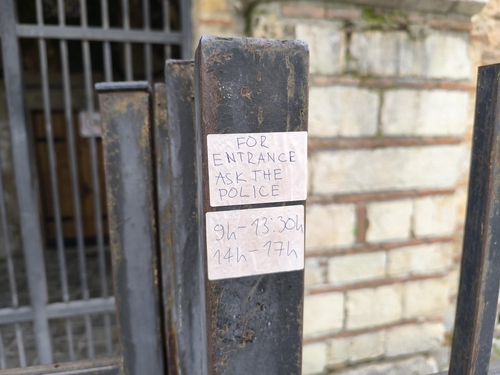 FOR
ENTRANCE
ASK THE
POLICE
9h-13:30h
14h-17h